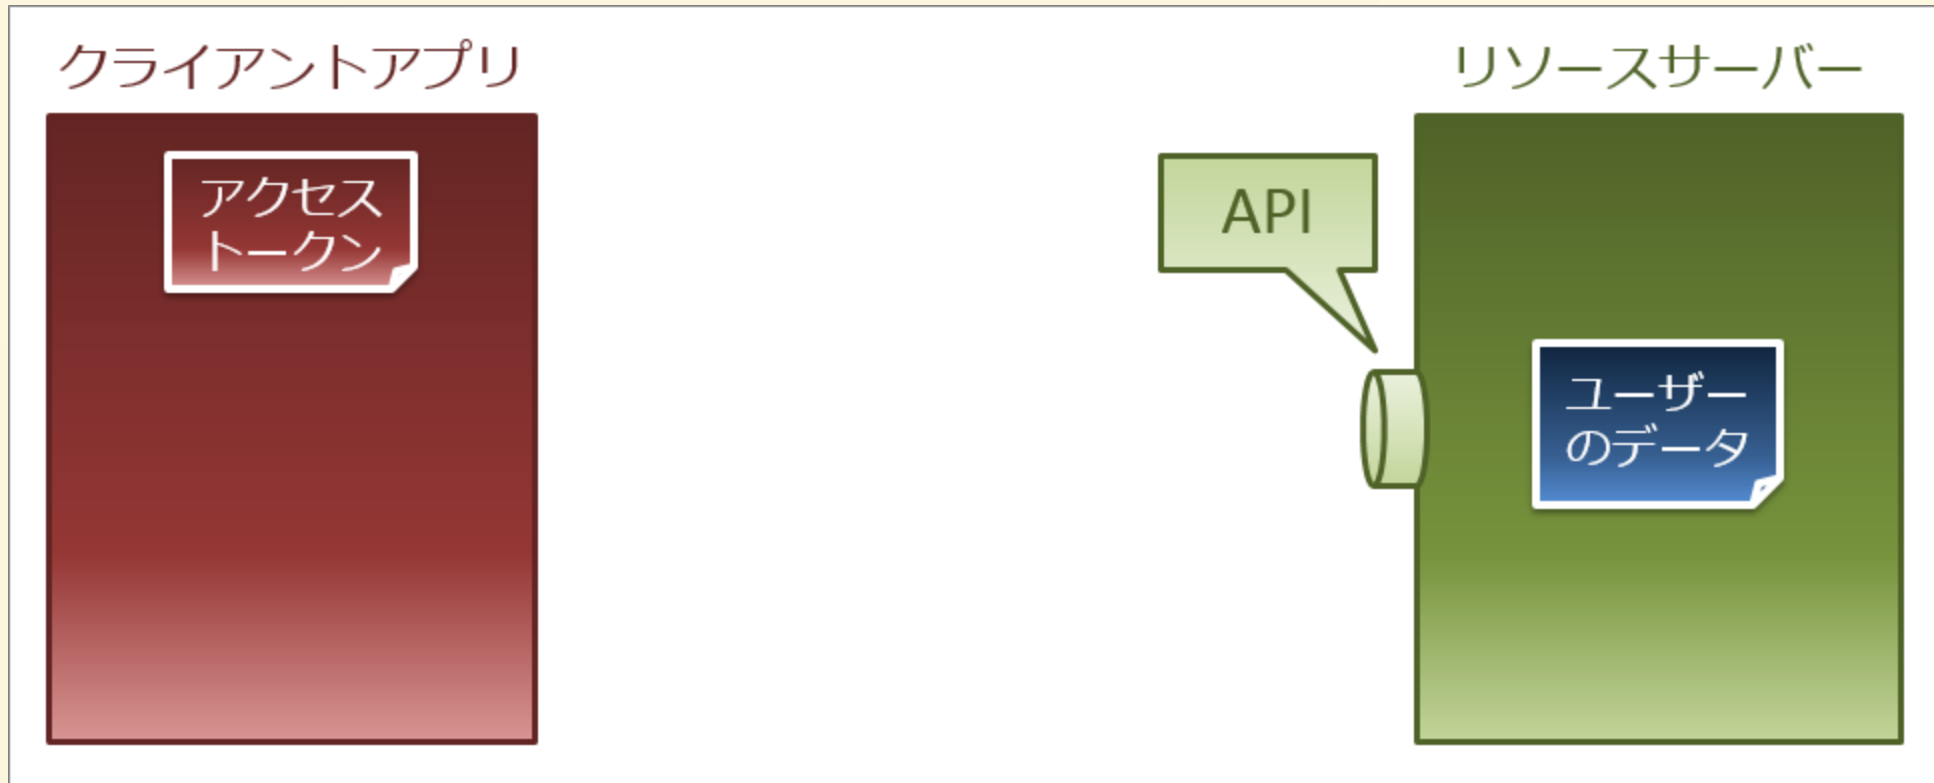 クライアントアプリ
リソースサーバー
アクセス
トークン
API
ユーザー
のデータ